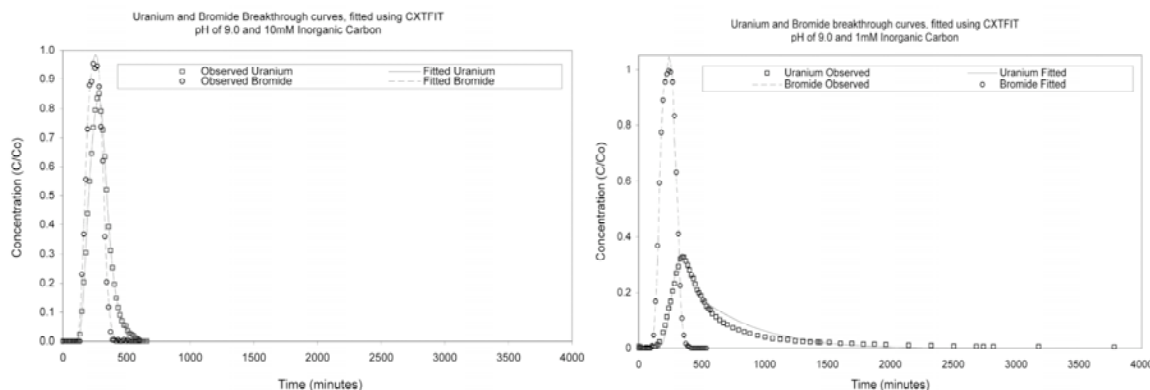 Uranium and Bromide Breakthrough curves, fitted using CXTFIT
pH of 9.0 and 10mM Inorganic Carbon
Observed Uranium
Fitted Uranium
Observed Bromide
Fitted Bromide
Concentration (C/Co)
1.0
0.9
0.8
0.7
0.6
0.5
0.4
0.3
0.2
0.1
0.0
0
500
1000
1500
2000
2500
3000
3500
4000
Time (minutes)
Uranium and Bromide breakthrough curves, fitted using CXTFIT
pH of 9.0 and 1mM Inorganic Carbon
Uranium Observed
Uranium Fitted
Bromide Observed
Bromide Fitted
Concentration (C/Co)
1
0.8
0.6
0.4
0.2
0
0
500
1000
1500
2000
2500
3000
3500
4000
Time (minutes)